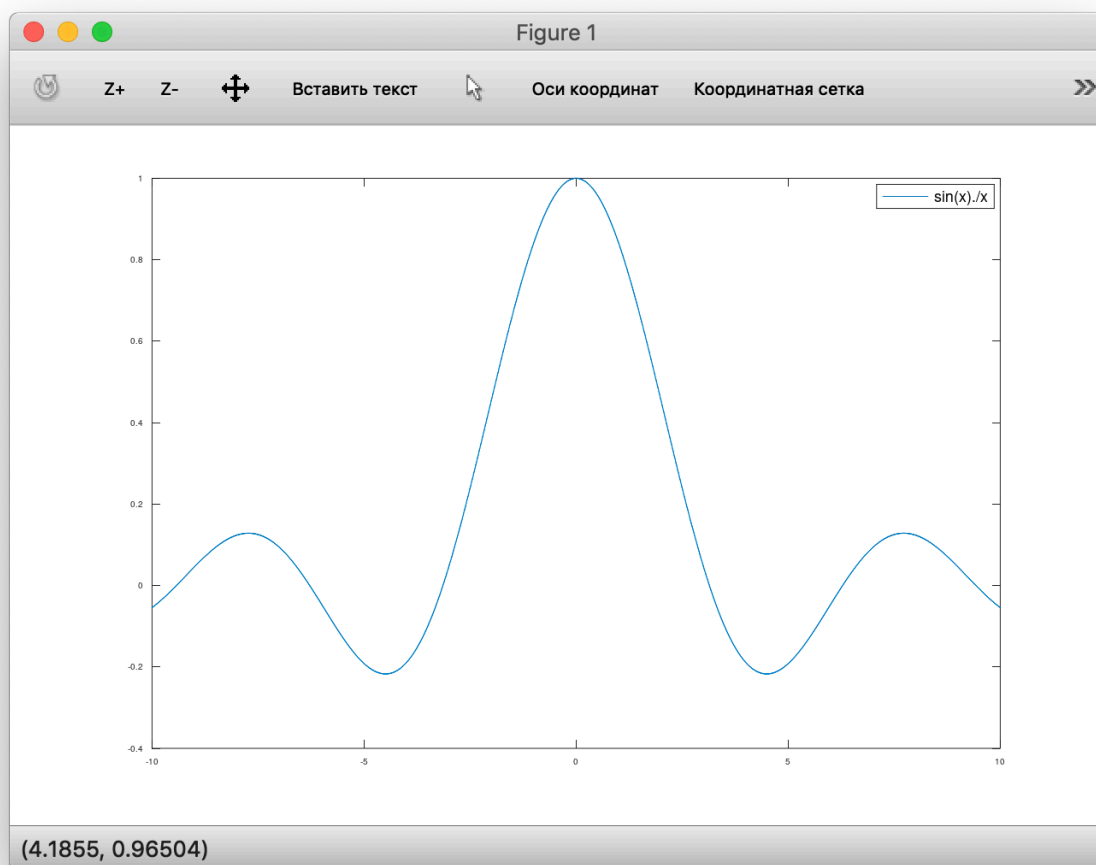 Figure 1
Z+ Z- Вставить текст Оси координат Координатная сетка
sin(x)./x
1
0.8
0.6
0.4
0.2
0
-0.2
-0.4
-10 -5 0 5 10
(4.1855, 0.96504)